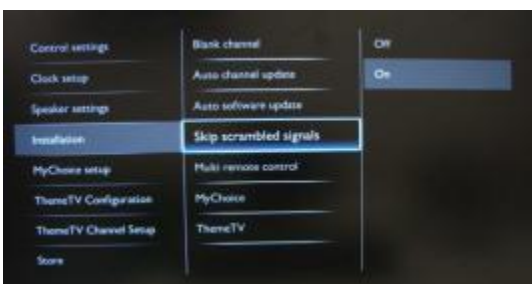 Control settings
Clock setup
Speaker settings
Installation
MyChoice setup
ThemeTV Configuration
ThemeTV Channel Setup
Store
Blank channel
Auto channel update
Auto software update
Skip scrambled signals
Multi remote control
MyChoice
ThemeTV
Off
On